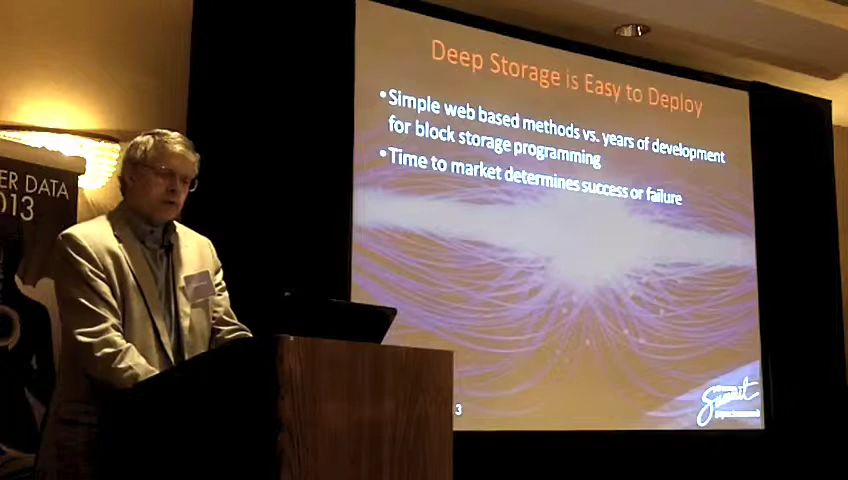 Deep Storage is Easy to Deploy
• Simple web based methods vs. years of development
for block storage programming
• Time to market determines success or failure
ER DATA
013
3
Summit